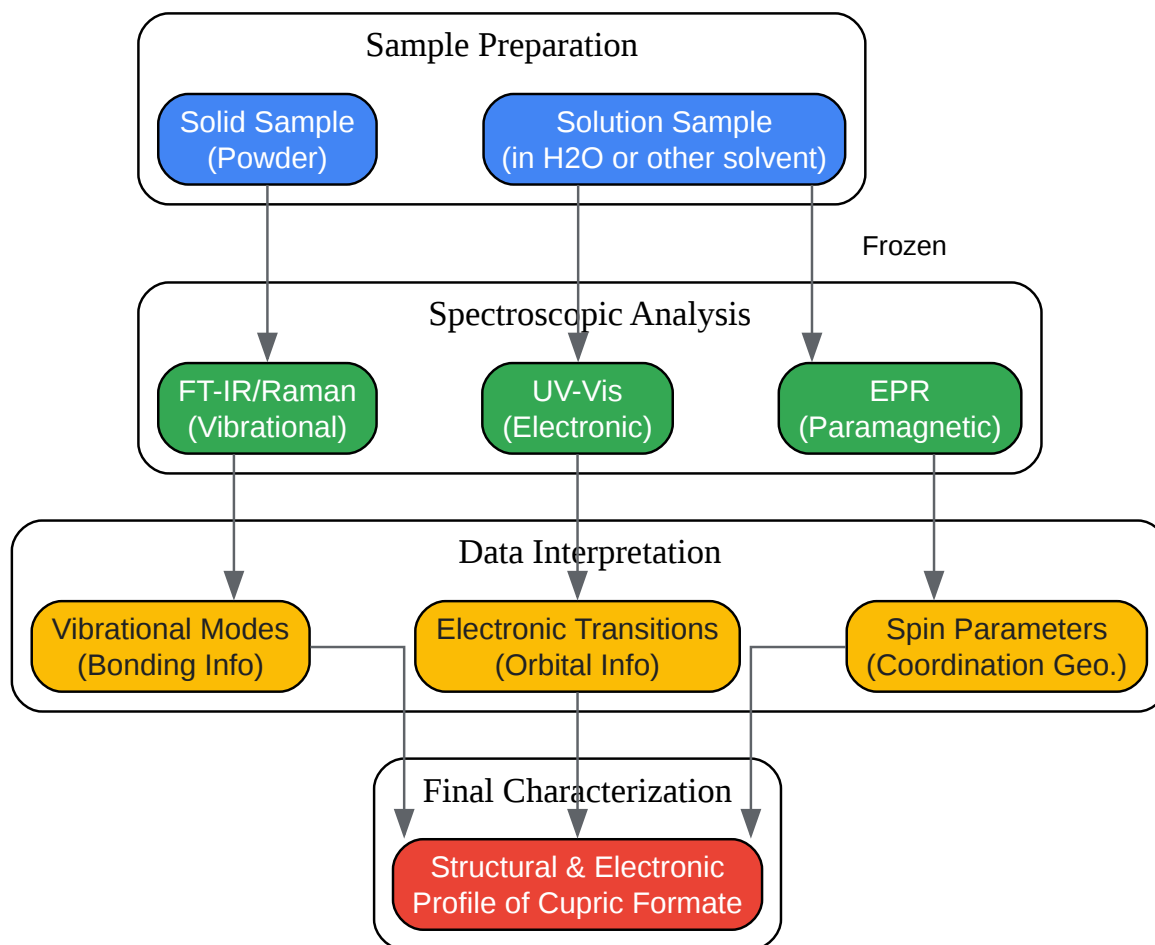 Sample Preparation
Solid Sample
(Powder)
Solution Sample
(in H2O or other solvent)
Frozen
Spectroscopic Analysis
FT-IR/Raman
(Vibrational)
UV-Vis
(Electronic)
EPR
(Paramagnetic)
Data Interpretation
Vibrational Modes
(Bonding Info)
Electronic Transitions
(Orbital Info)
Spin Parameters
(Coordination Geo.)
Final Characterization
Structural & Electronic
Profile of Cupric Formate